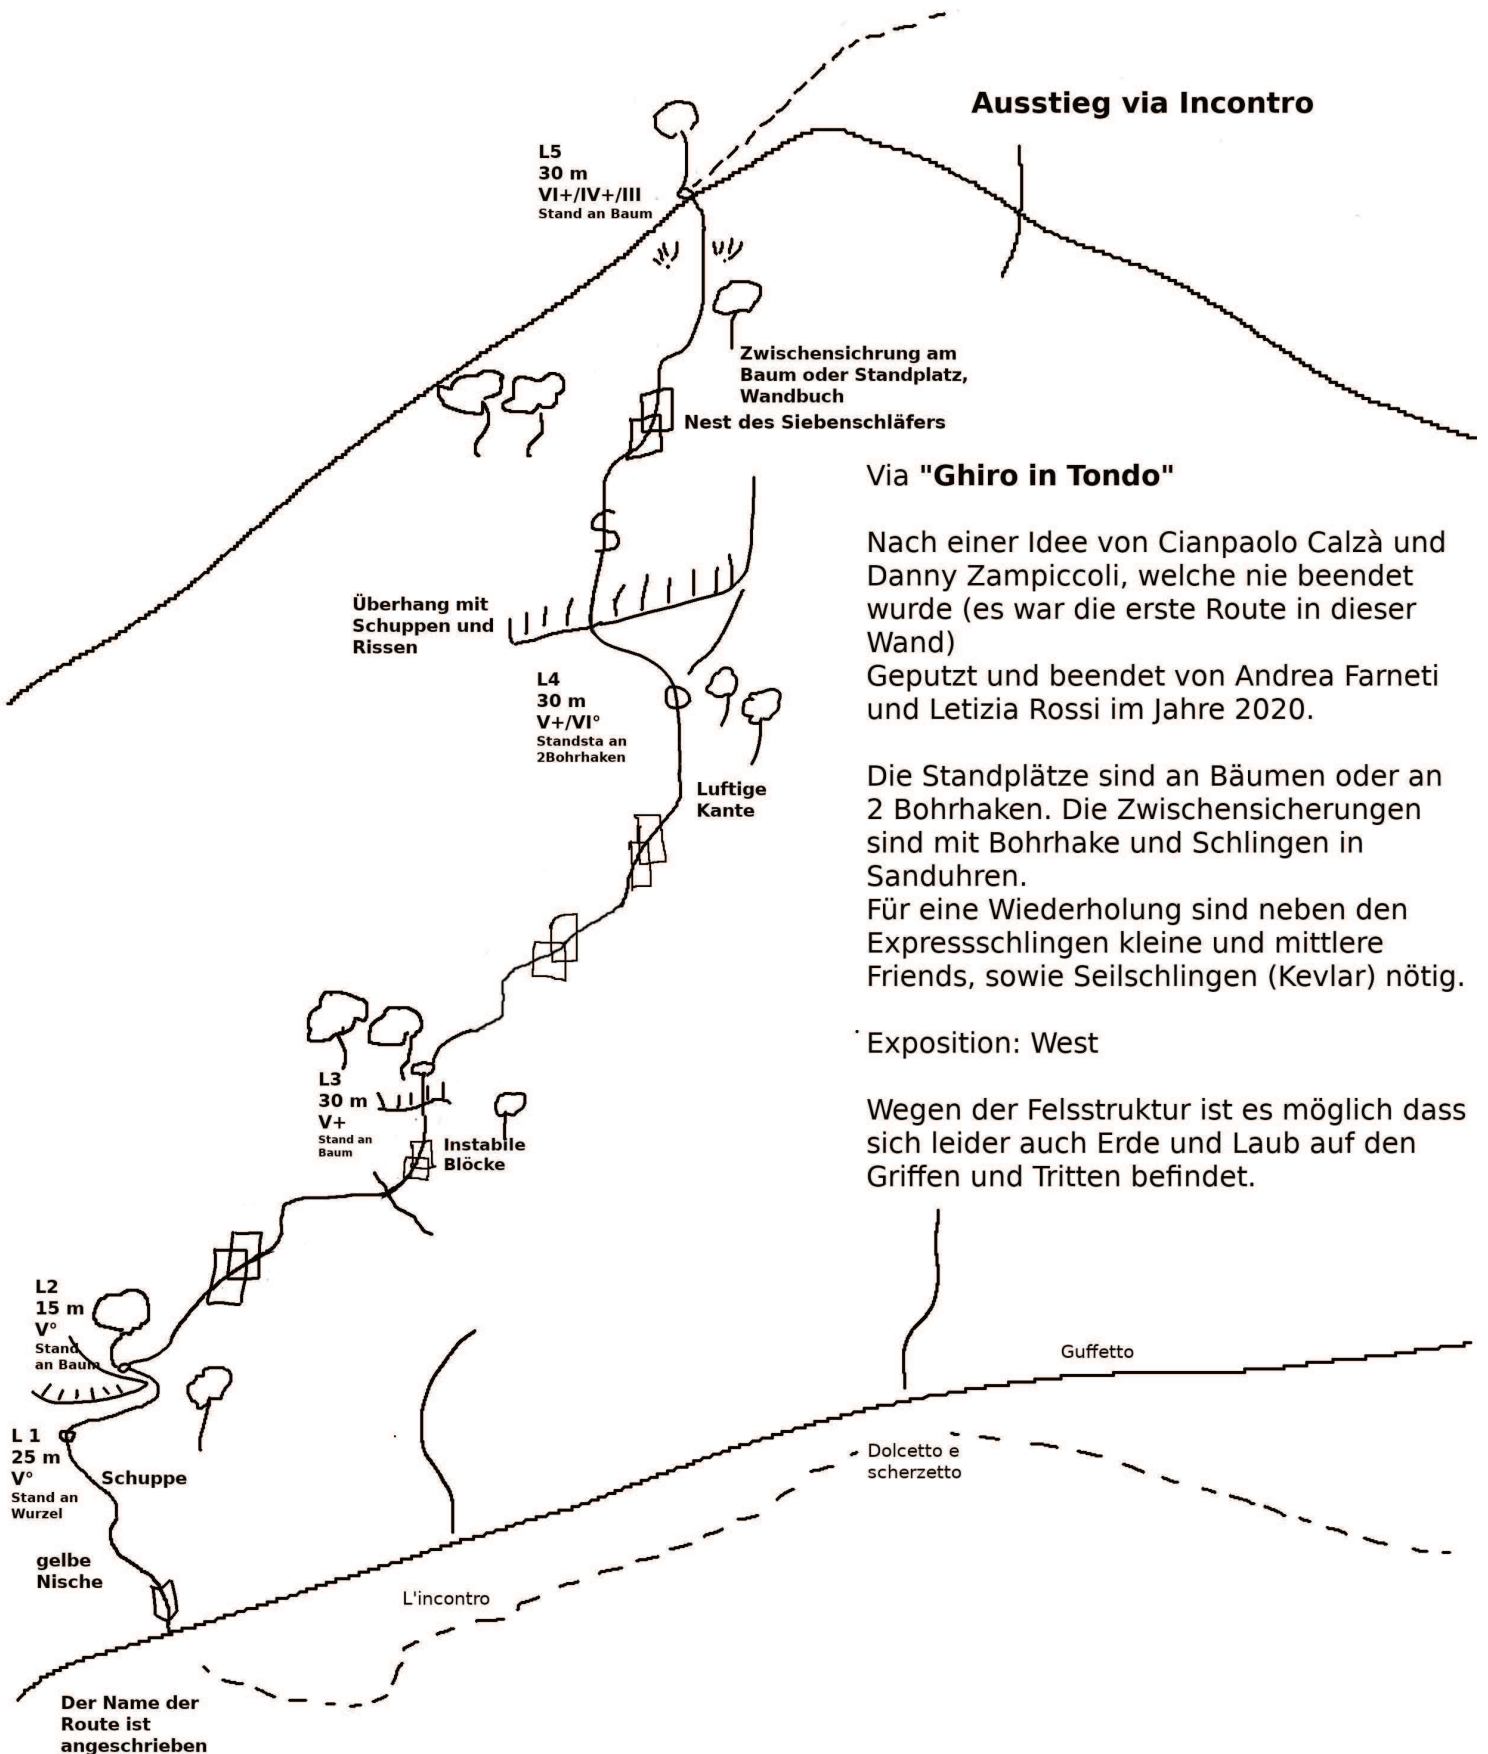 Ausstieg via Incontro
L5
30 m
VI+/IV+/III
Stand an Baum
Zwischensichrung am
Baum oder Standplatz,
Wandbuch
Nest des Siebenschläfers
Via "Ghiro in Tondo"
Nach einer Idee von Cianpaolo Calzà und
Danny Zampiccoli, welche nie beendet
wurde (es war die erste Route in dieser
Wand)
Geputzt und beendet von Andrea Farneti
und Letizia Rossi im Jahre 2020.
Die Standplätze sind an Bäumen oder an
2 Bohrhaken. Die Zwischensicherungen
sind mit Bohrhake und Schlingen in
Sanduhren.
Für eine Wiederholung sind neben den
Expressschlingen kleine und mittlere
Friends, sowie Seilschlingen (Kevlar) nötig.
Exposition: West
Wegen der Felsstruktur ist es möglich dass
sich leider auch Erde und Laub auf den
Griffen und Tritten befindet.
Überhang mit
Schuppen und
Rissen
L4
30 m
V+/VI°
Standsta an
2Bohrhaken
Luftige
Kante
L3
30 m
V+
Stand an
Baum
Instabile
Blöcke
L2
15 m
V°
Stand
an Baum
L 1
25 m
V°
Stand an
Wurzel
Schuppe
gelbe
Nische
Guffetto
Dolcetto e
scherzetto
L'incontro
Der Name der
Route ist
angeschrieben